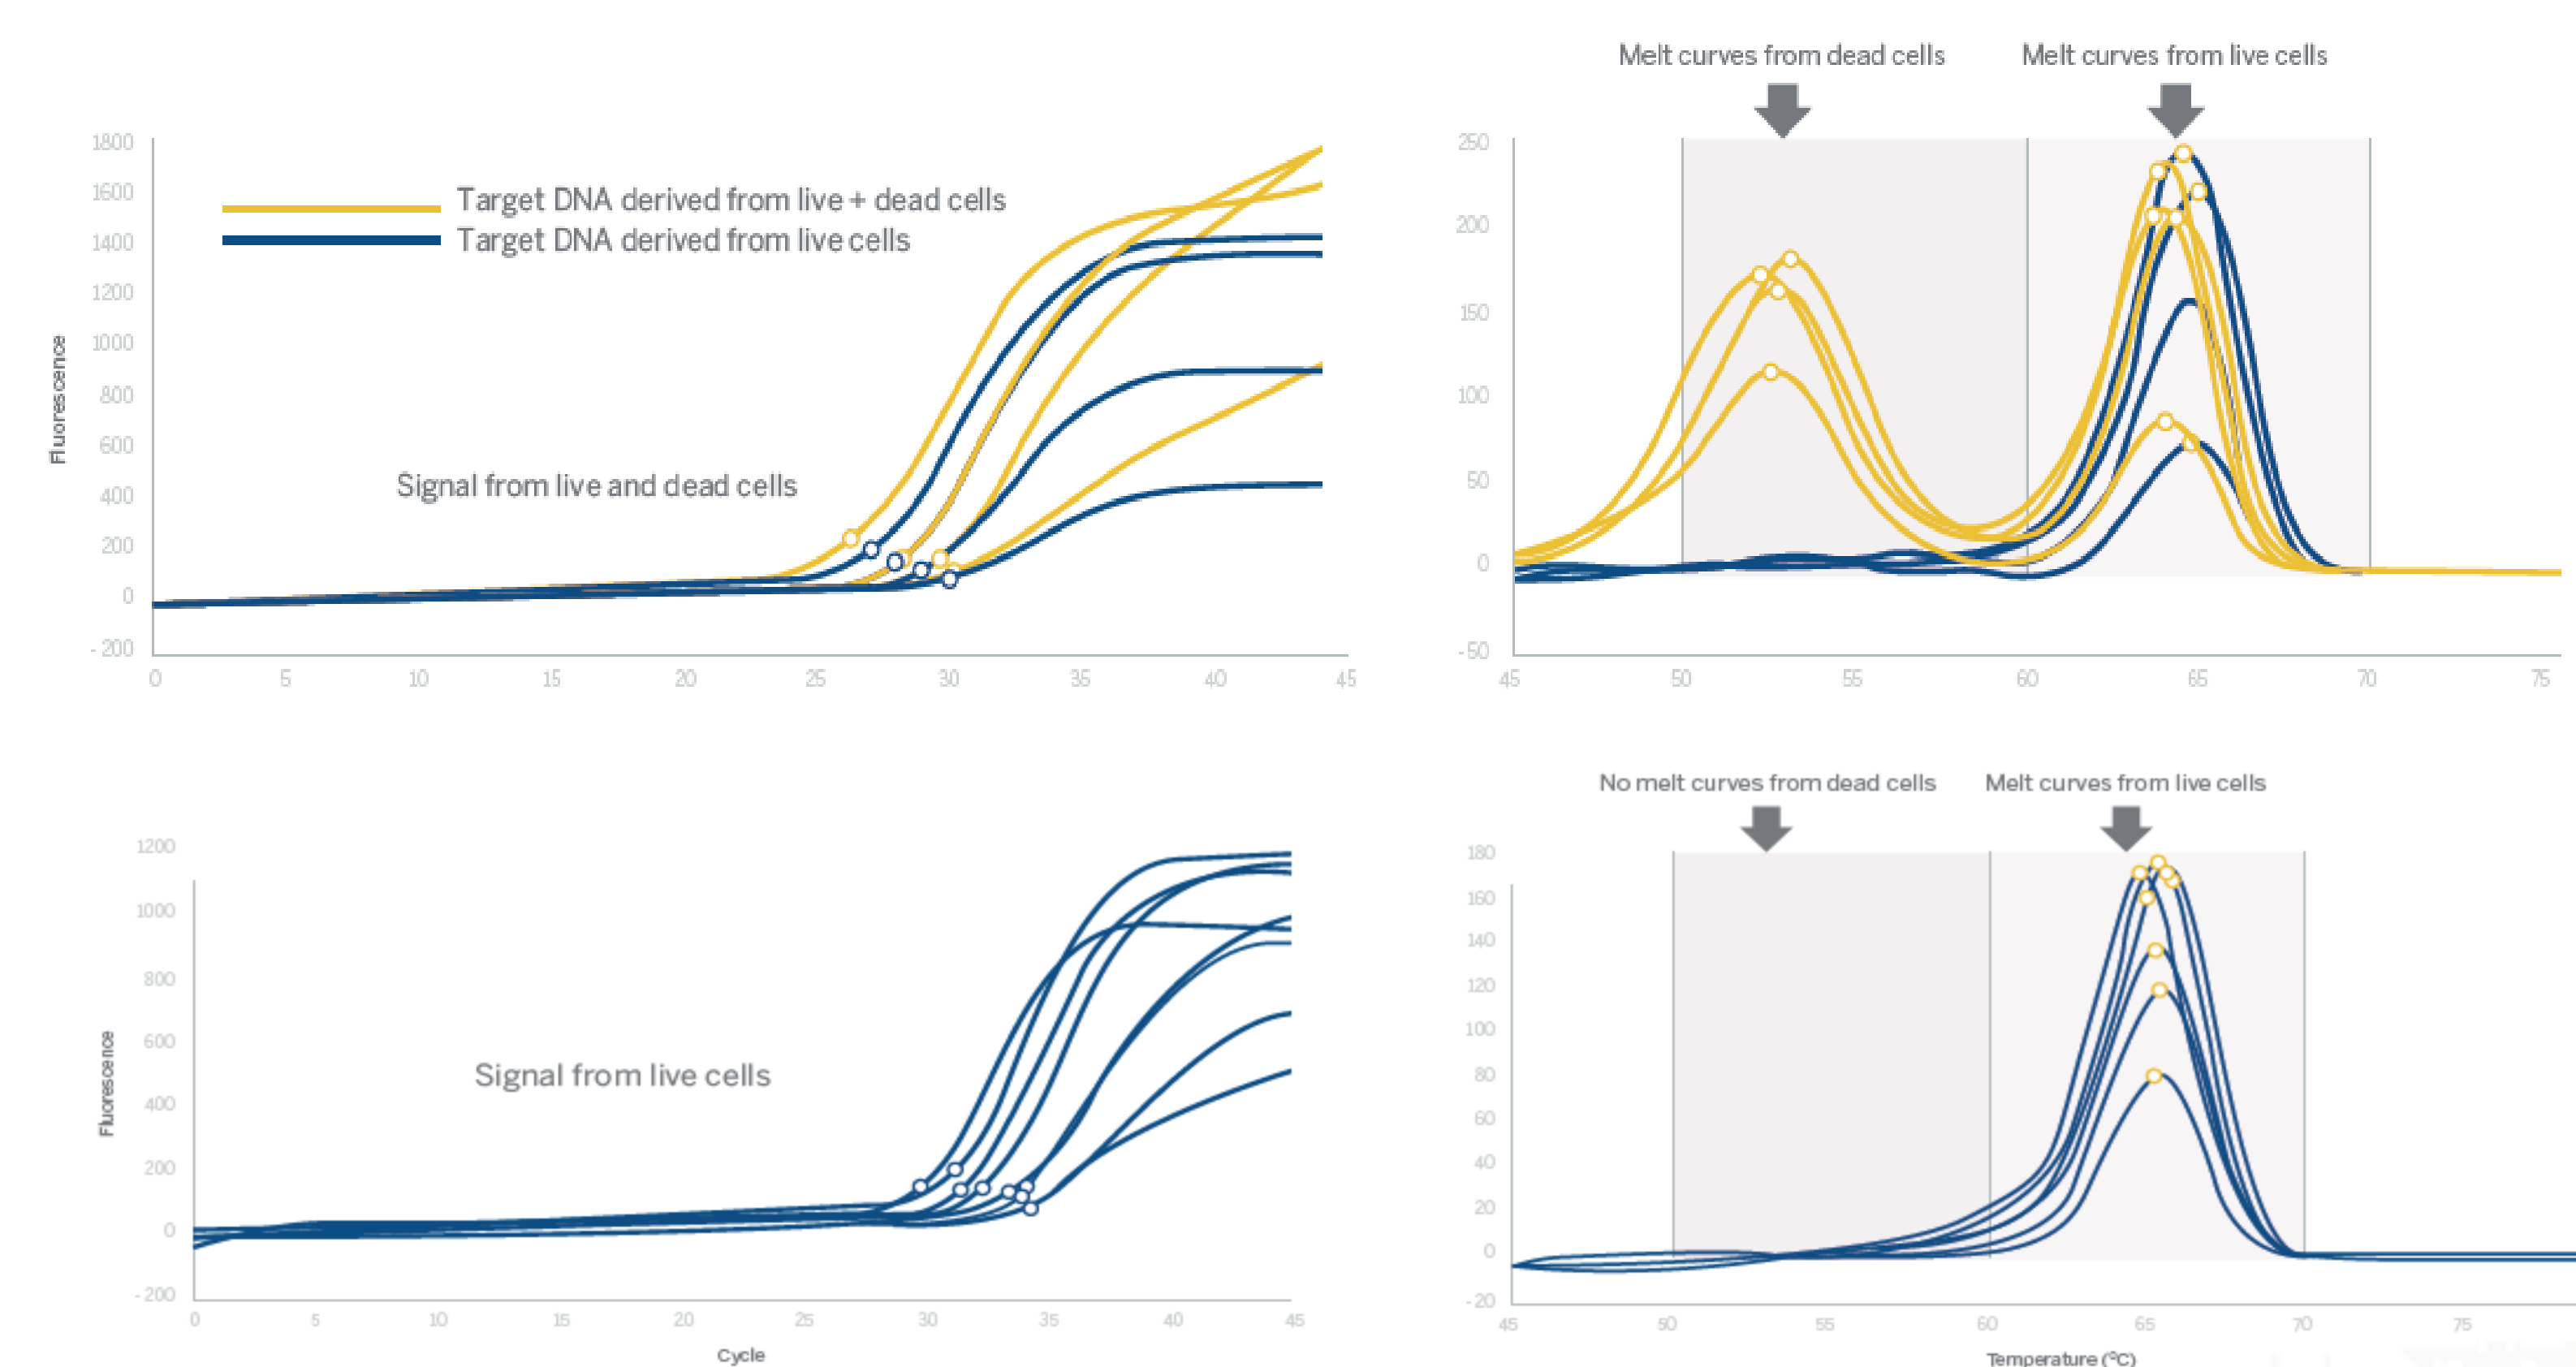 Melt curves from dead cells
Melt curves from live cells
1800
1600
1400
1200
1000
800
600
400
200
0
- 200
Fluorescence
Target DNA derived from live + dead cells
Target DNA derived from live cells
Signal from live and dead cells
0 5 10 15 20 25 30 35 40 45
250
200
150
100
50
0
- 50
45 50 55 60 65 70 75
No melt curves from dead cells
Melt curves from live cells
1200
1000
800
600
400
200
0
- 200
Fluorescence
Signal from live cells
0 5 10 15 20 25 30 35 40 45
Cycle
180
160
140
120
100
80
60
40
20
0
- 20
45 50 55 60 65 70 75
Temperature (°C)